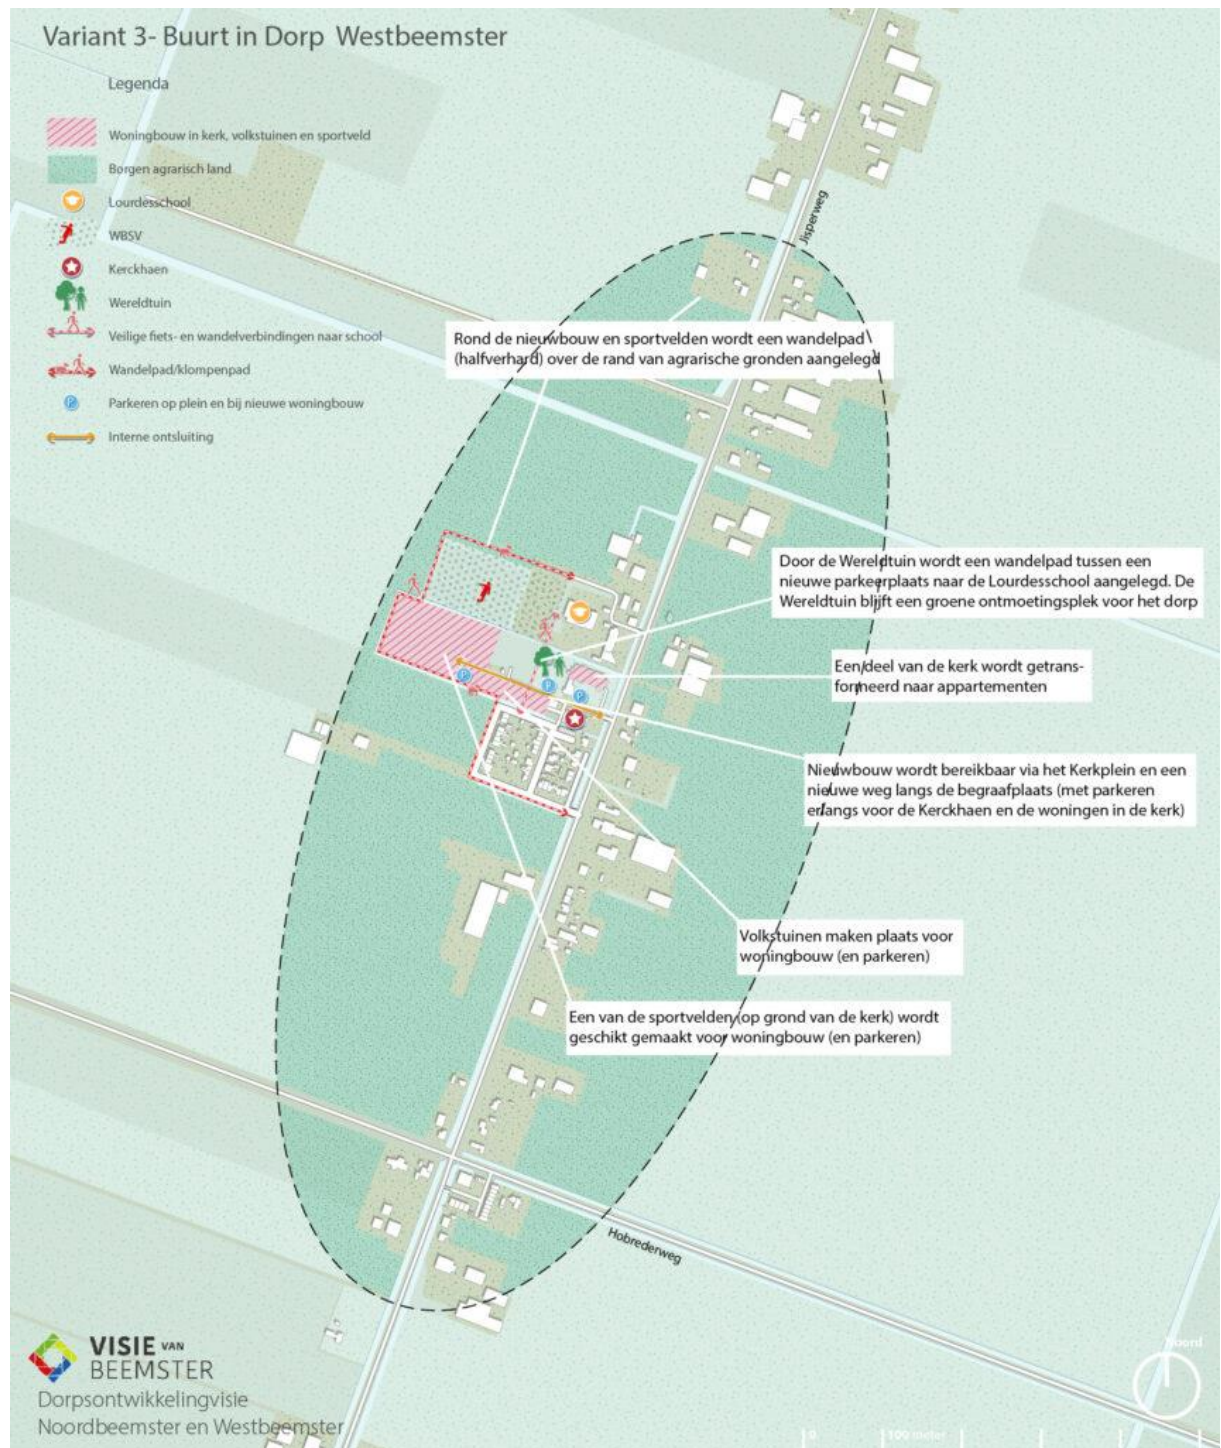 Variant 3- Buurt in Dorp Westbeemster
Legenda
Woningbouw in kerk, volkstuinen en sportveld
Borgen agrarisch land
Lourdesschool
WBSV
Kerckhaen
Wereldtuin
Veilige fiets- en wandelverbindingen naar school
Wandelpad/klompenpad
P
Parkeren op plein en bij nieuwe woningbouw
Interne ontsluiting
Jisperweg
Rond de nieuwbouw en sportvelden wordt een wandelpad
(halfverhard) over de rand van agrarische gronden aangelegd
Door de Wereldtuin wordt een wandelpad tussen een
nieuwe parkeerplaats naar de Lourdesschool aangelegd. De
Wereldtuin blijft een groene ontmoetingsplek voor het dorp
Een deel van de kerk wordt getrans-
formeerd naar appartementen
P
P
P
Nieuwbouw wordt bereikbaar via het Kerkplein en een
nieuwe weg langs de begraafplaats (met parkeren
erlangs voor de Kerckhaen en de woningen in de kerk)
Volkstuinen maken plaats voor
woningbouw (en parkeren)
Een van de sportvelden (op grond van de kerk) wordt
geschikt gemaakt voor woningbouw (en parkeren)
Hobrederweg
VISIE VAN
BEEMSTER
Dorpsontwikkelingvisie
Noordbeemster en Westbeemster
Noord
0
100 meter